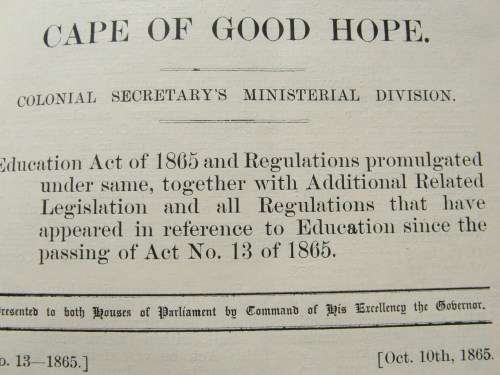 CAPE OF GOOD HOPE.
COLONIAL SECRETARY'S MINISTERIAL DIVISION.
Education Act of 1865 and Regulations promulgated
under same, together with Additional Related
Legislation and all Regulations that have
appeared in reference to Education since the
passing of Act No. 13 of 1865.
Presented to both Houses of Parliament by Command of His Excellency the Governor.
o. 13—1865.]
[Oct. 10th, 1865.